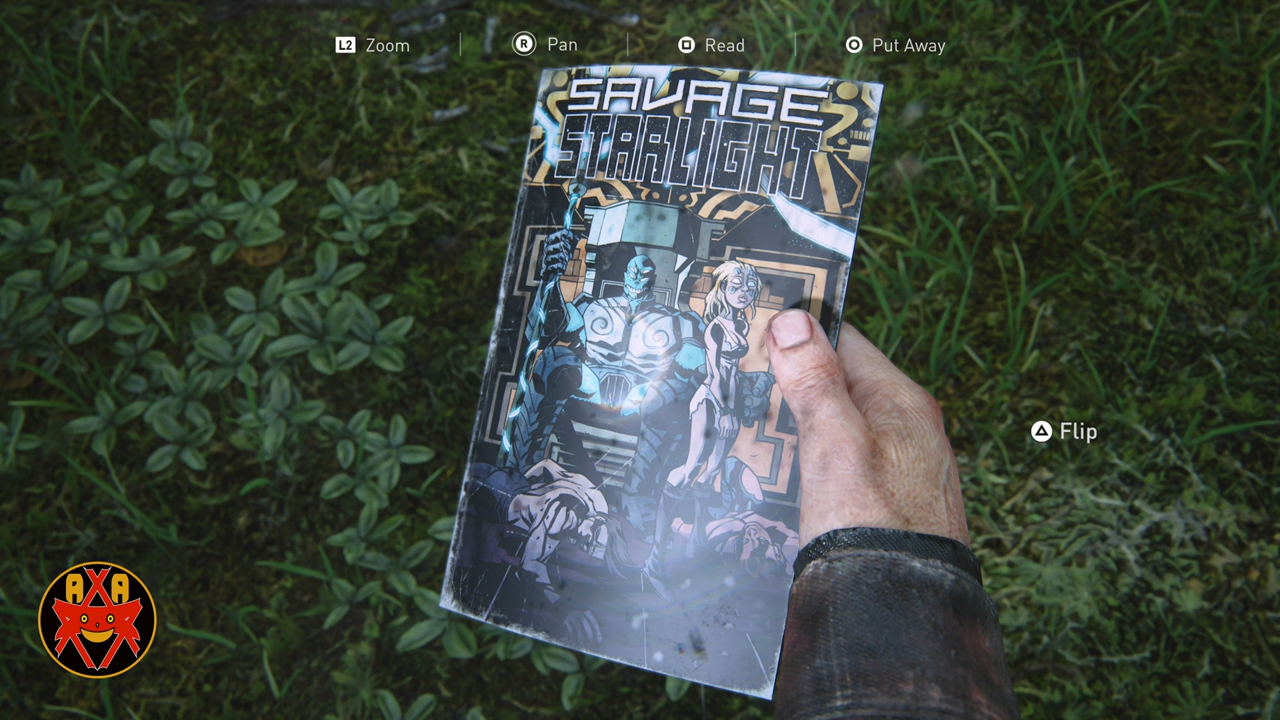 L2 Zoom
R Pan
Read
Put Away
SAVAGE
STARLIGHT
Flip
AXA